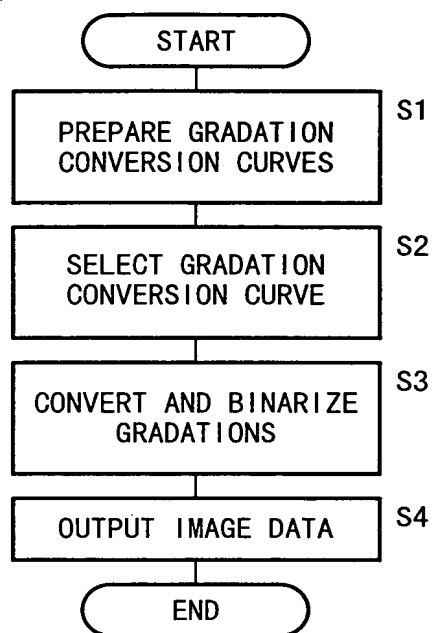 START
S1
PREPARE GRADATION
CONVERSION CURVES
S2
SELECT GRADATION
CONVERSION CURVE
S3
CONVERT AND BINARIZE
GRADATIONS
S4
OUTPUT IMAGE DATA
END